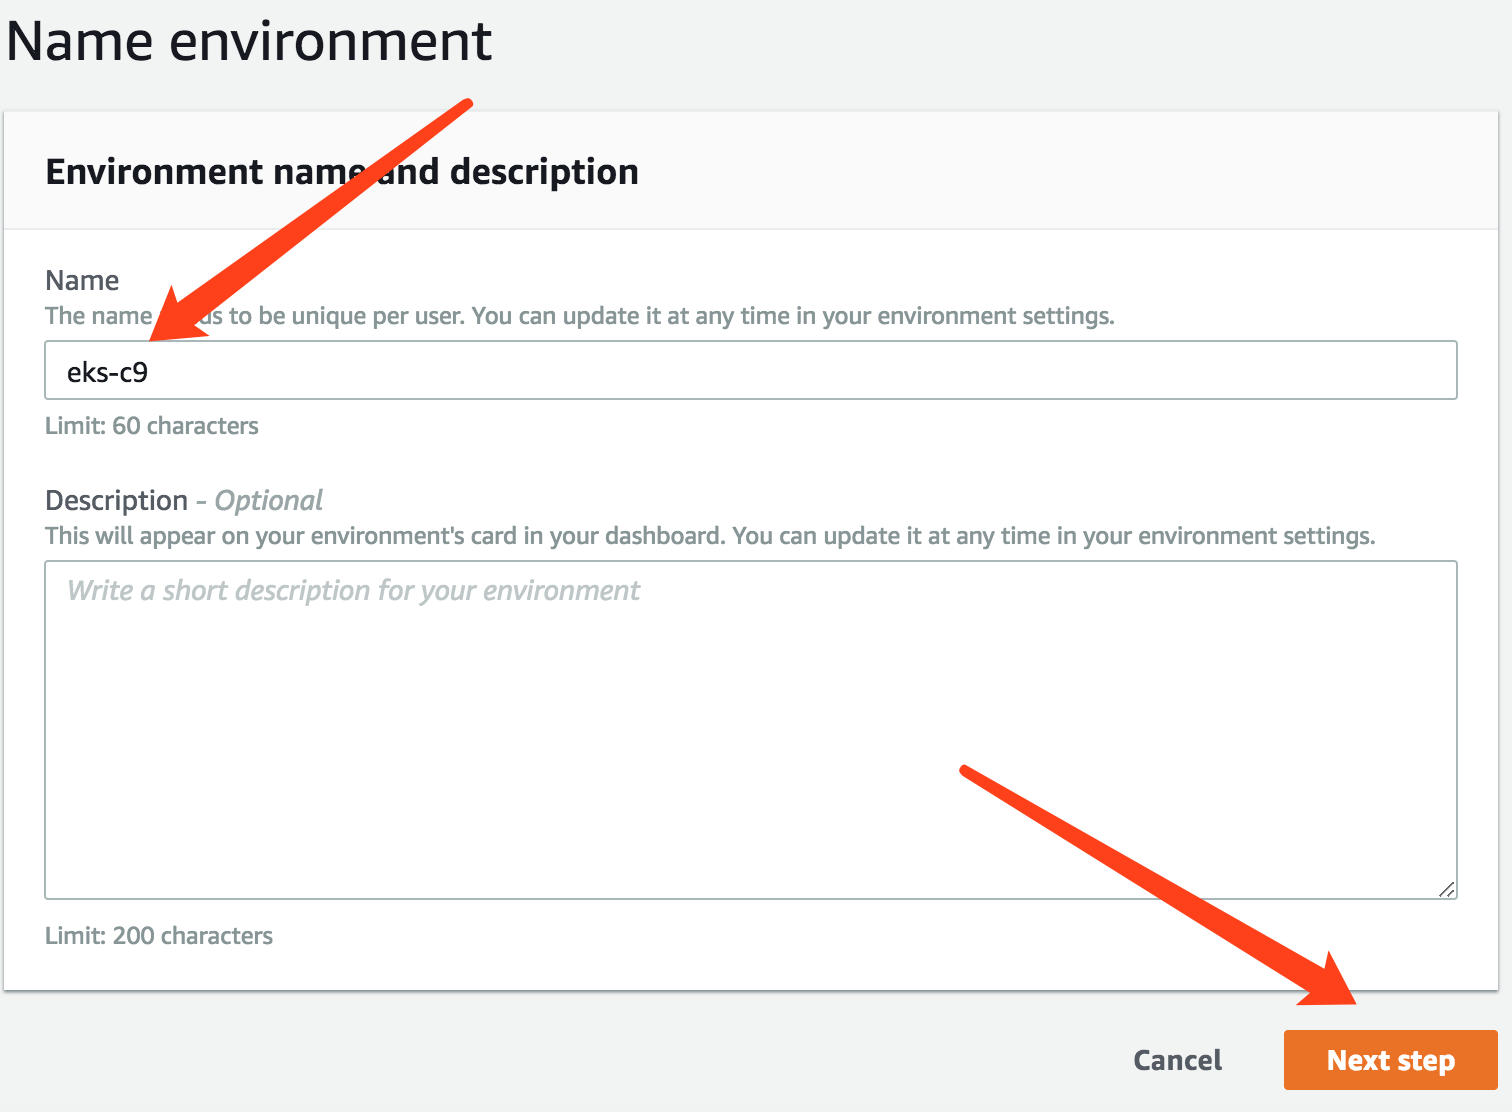 Name environment
Environment name and description
Name
The name needs to be unique per user. You can update it at any time in your environment settings.
eks-c9
Limit: 60 characters
Description - Optional
This will appear on your environment's card in your dashboard. You can update it at any time in your environment settings.
Write a short description for your environment
Limit: 200 characters
Cancel
Next step